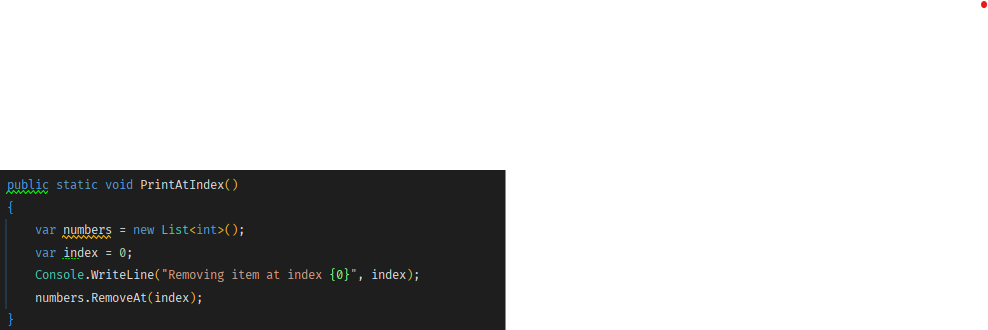 public static void PrintAtIndex()
{
    var numbers = new List<int>();
    var index = 0;
    Console.WriteLine("Removing item at index {0}", index);
    numbers.RemoveAt(index);
}